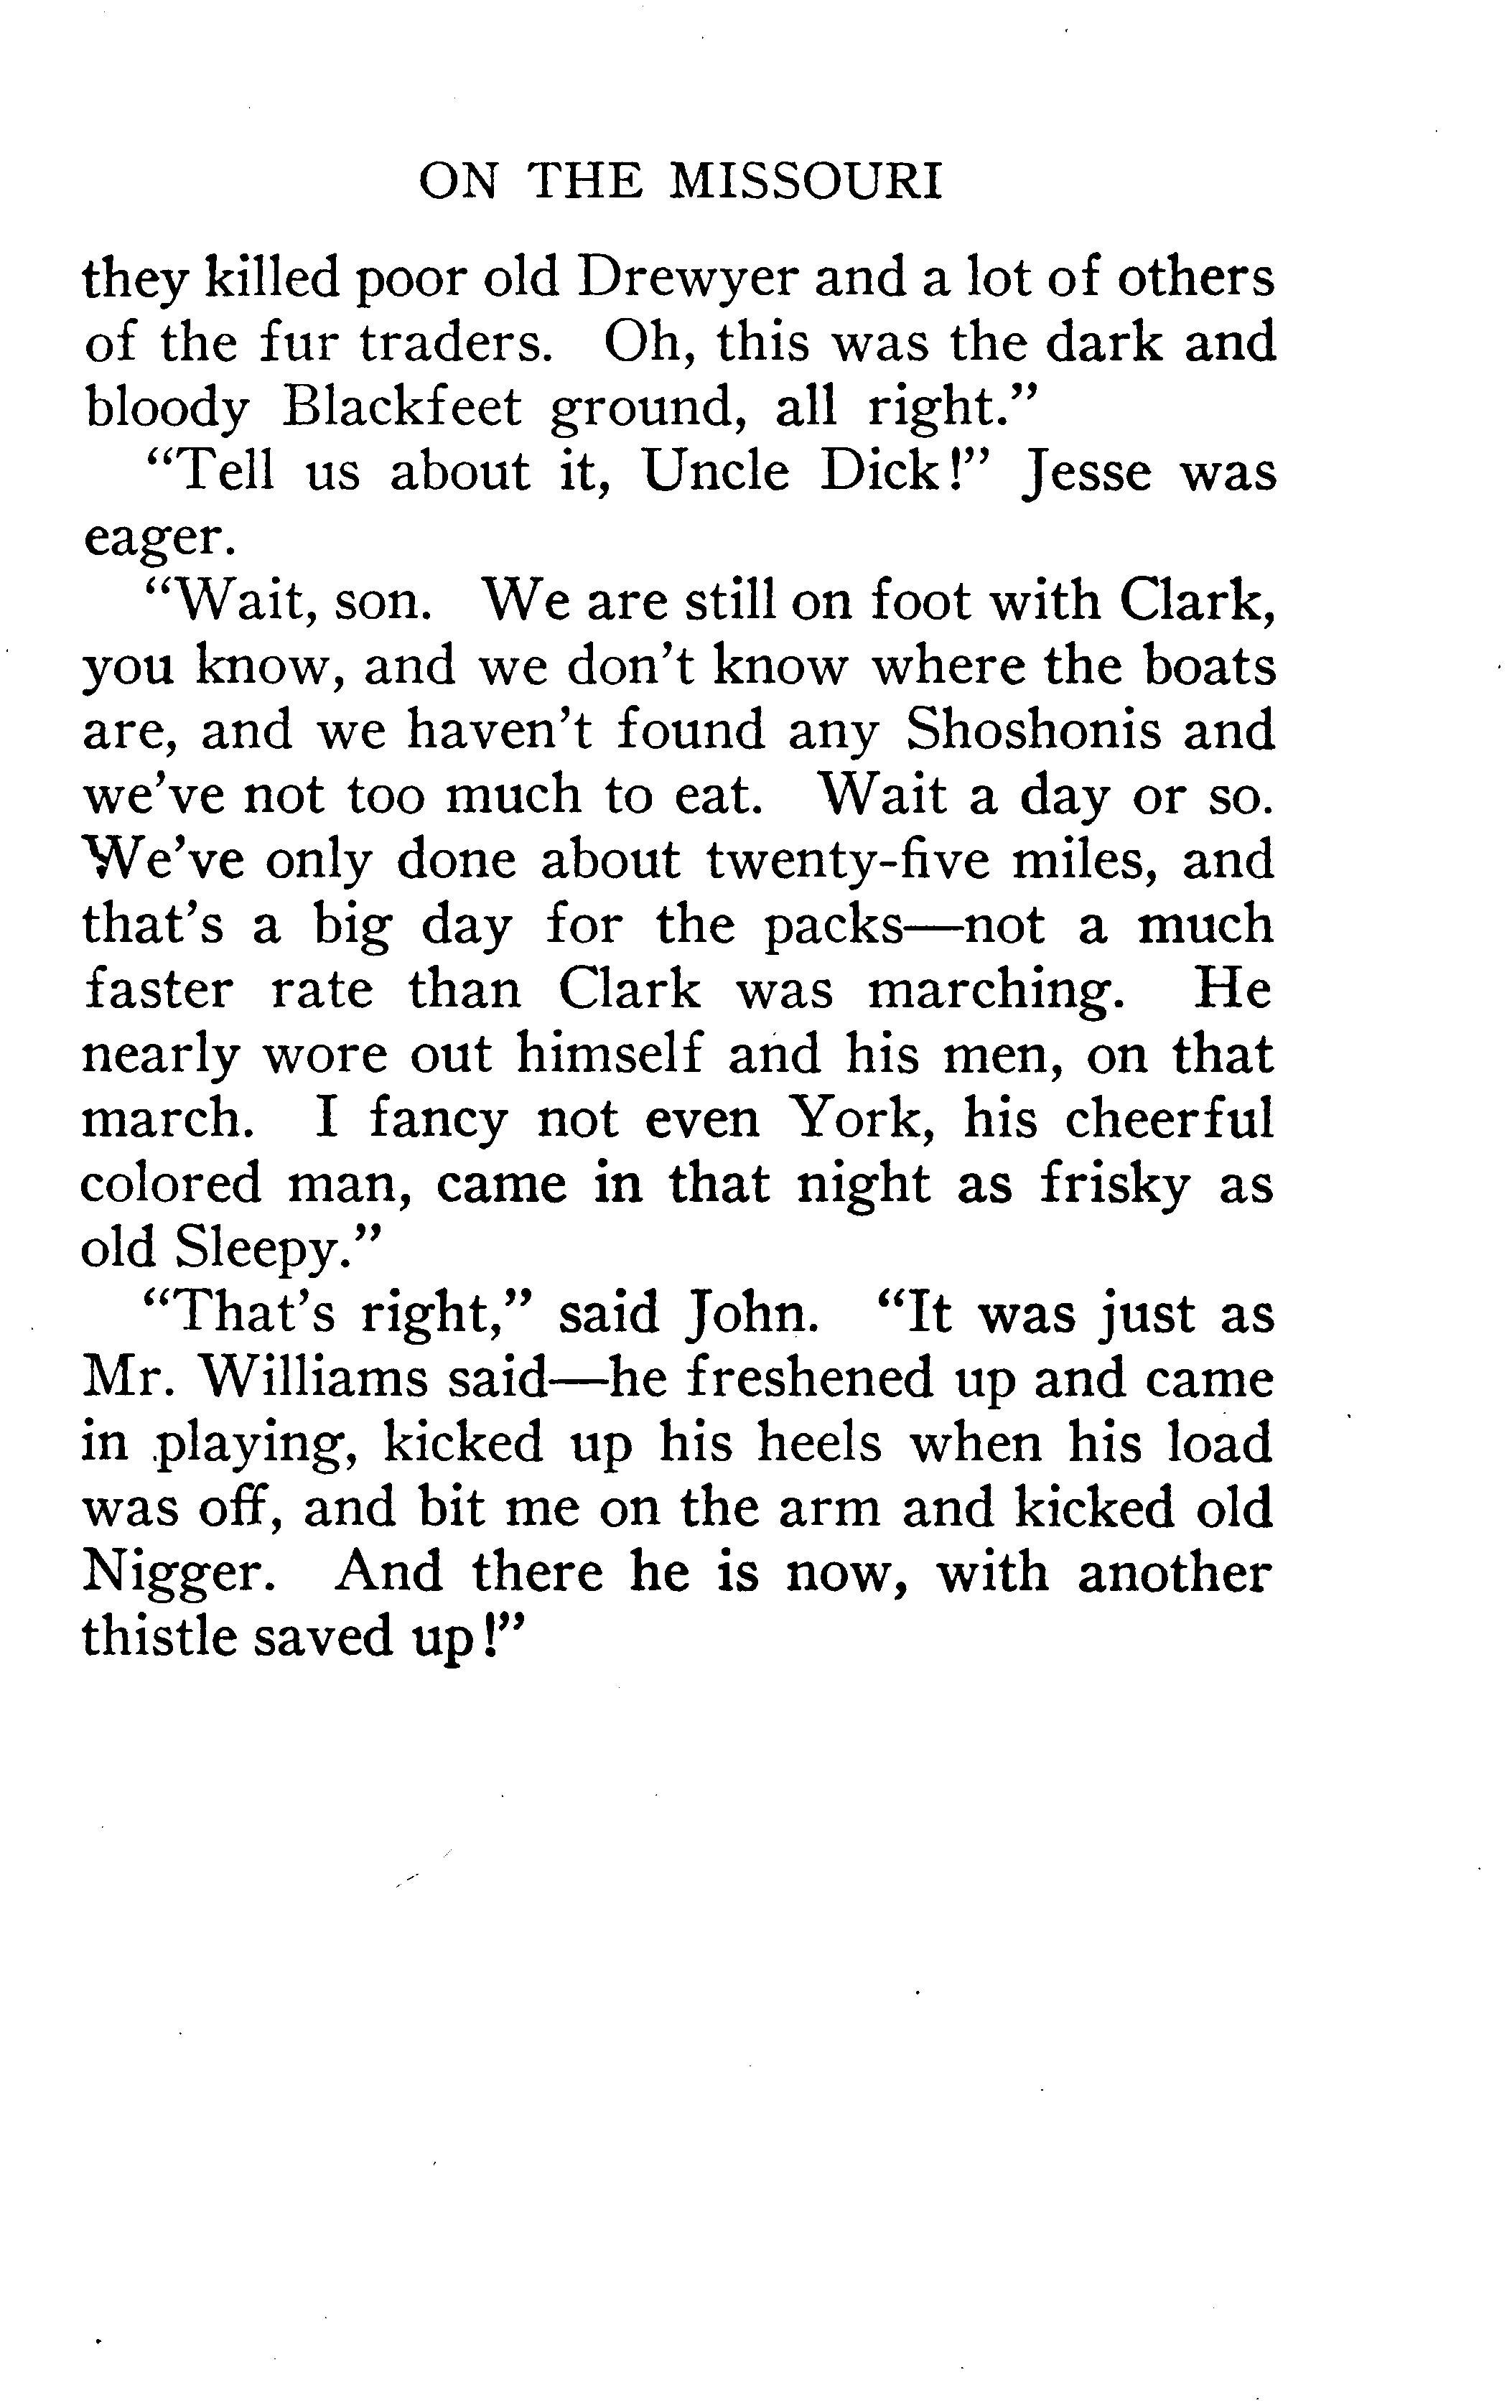 ON THE MISSOURI
they killed poor old Drewyer and a lot of others
of the fur traders. Oh, this was the dark and
bloody Blackfeet ground, all right.”
“Tell us about it, Uncle Dick!” Jesse was
eager.
“Wait, son. We are still on foot with Clark,
you know, and we don't know where the boats
are, and we haven't found any Shoshonis and
we've not too much to eat. Wait a day or so.
We've only done about twenty-five miles, and
that's a big day for the packs—not a much
faster rate than Clark was marching. He
nearly wore out himself and his men, on that
march. I fancy not even York, his cheerful
colored man, came in that night as frisky as
old Sleepy.”
“That's right,” said John. “It was just as
Mr. Williams said—he freshened up and came
in playing, kicked up his heels when his load
was off, and bit me on the arm and kicked old
Nigger. And there he is now, with another
thistle saved up!”